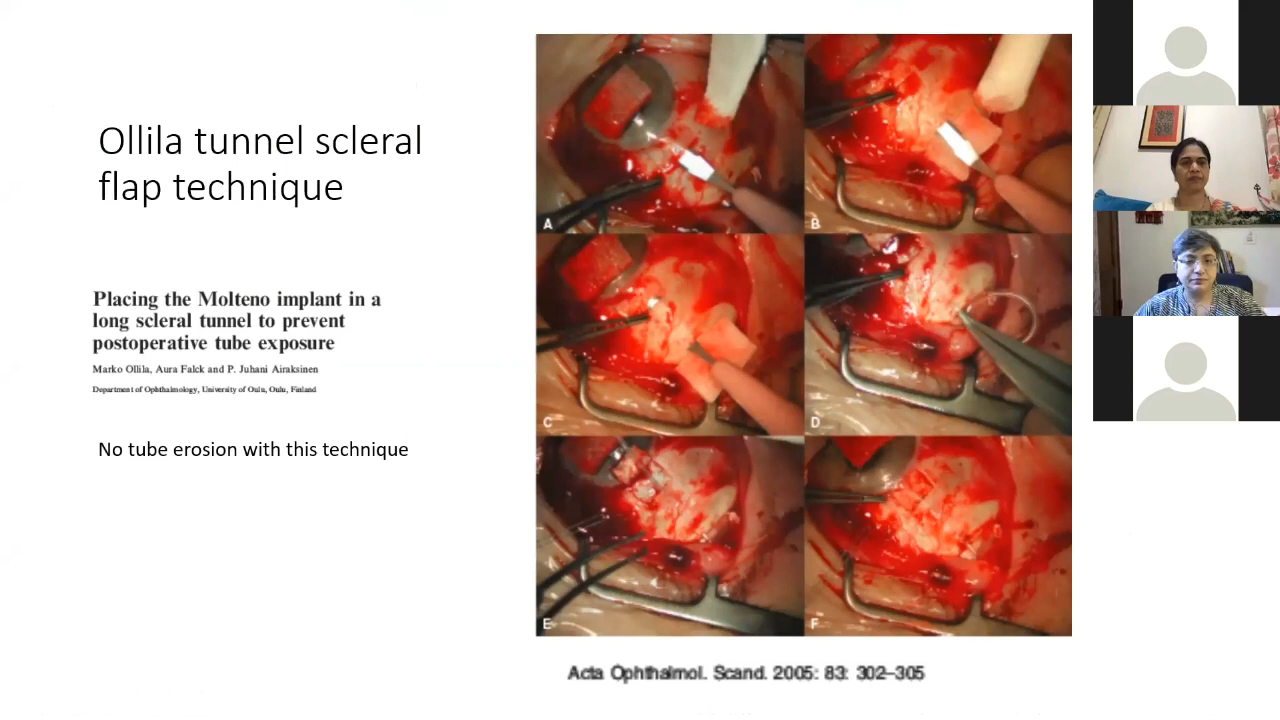 Ollila tunnel scleral
flap technique
Placing the Molteno implant in a
long scleral tunnel to prevent
postoperative tube exposure
Marko Ollila, Aura Falck and P. Juhani Airaksinen
Department of Ophthalmology, University of Oulu, Oulu, Finland
No tube erosion with this technique
A
B
C
D
E
F
Acta Ophthalmol. Scand. 2005: 83: 302–305